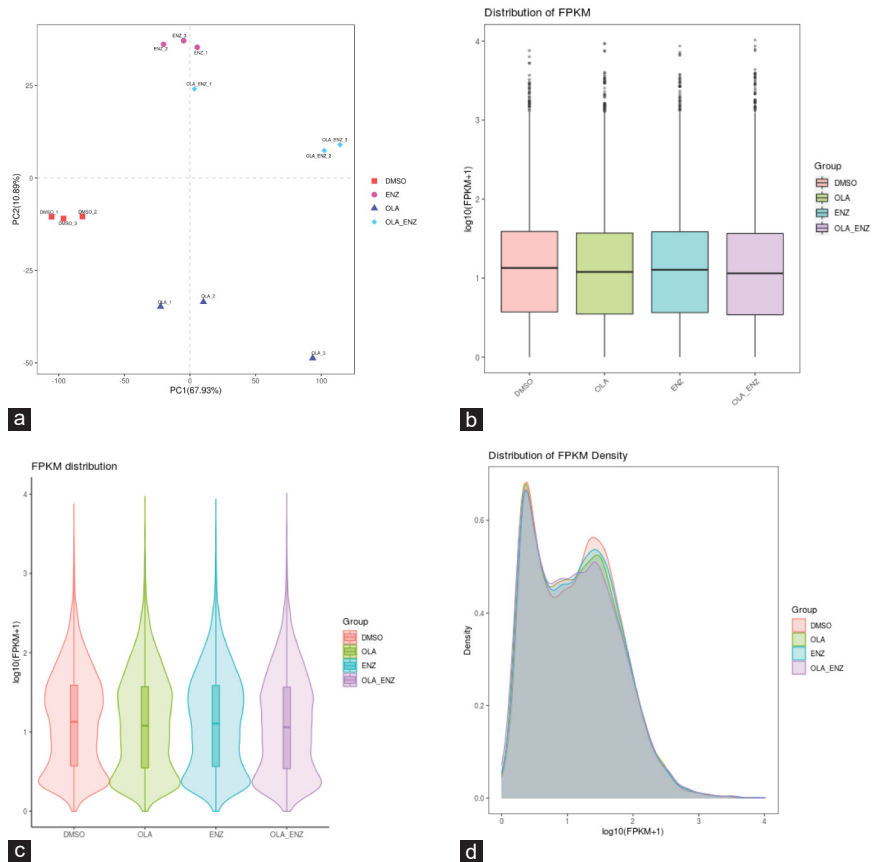 25
0
-25
-50
-100
-50
0
50
100
PC2(10.89%)
PC1(67.93%)
ENZ_3
ENZ_2
ENZ_1
OLA_ENZ_1
OLA_ENZ_3
OLA_ENZ_2
DMSO_1
DMSO_2
DMSO_3
OLA_1
OLA_2
OLA_3
DMSO
ENZ
OLA
OLA_ENZ
a
Distribution of FPKM
log10(FPKM+1)
4
3
2
1
0
DMSO
OLA
ENZ
OLA_ENZ
Group
DMSO
OLA
ENZ
OLA_ENZ
b
FPKM distribution
log10(FPKM+1)
4
3
2
1
0
DMSO
OLA
ENZ
OLA_ENZ
Group
DMSO
OLA
ENZ
OLA_ENZ
c
Distribution of FPKM Density
Density
0.6
0.4
0.2
0.0
0
1
2
3
4
log10(FPKM+1)
Group
DMSO
OLA
ENZ
OLA_ENZ
d